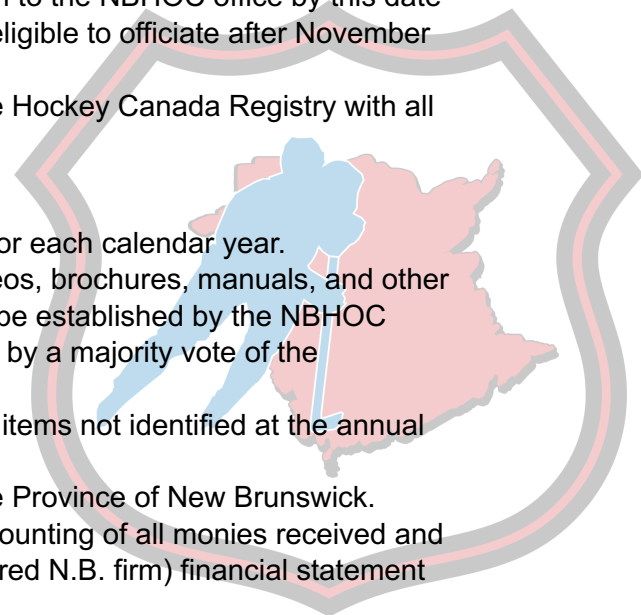 to the NBHOC office by this date
eligible to officiate after November
Hockey Canada Registry with all
or each calendar year.
eos, brochures, manuals, and other
be established by the NBHOC
by a majority vote of the
items not identified at the annual
e Province of New Brunswick.
ounting of all monies received and
red N.B. firm) financial statement